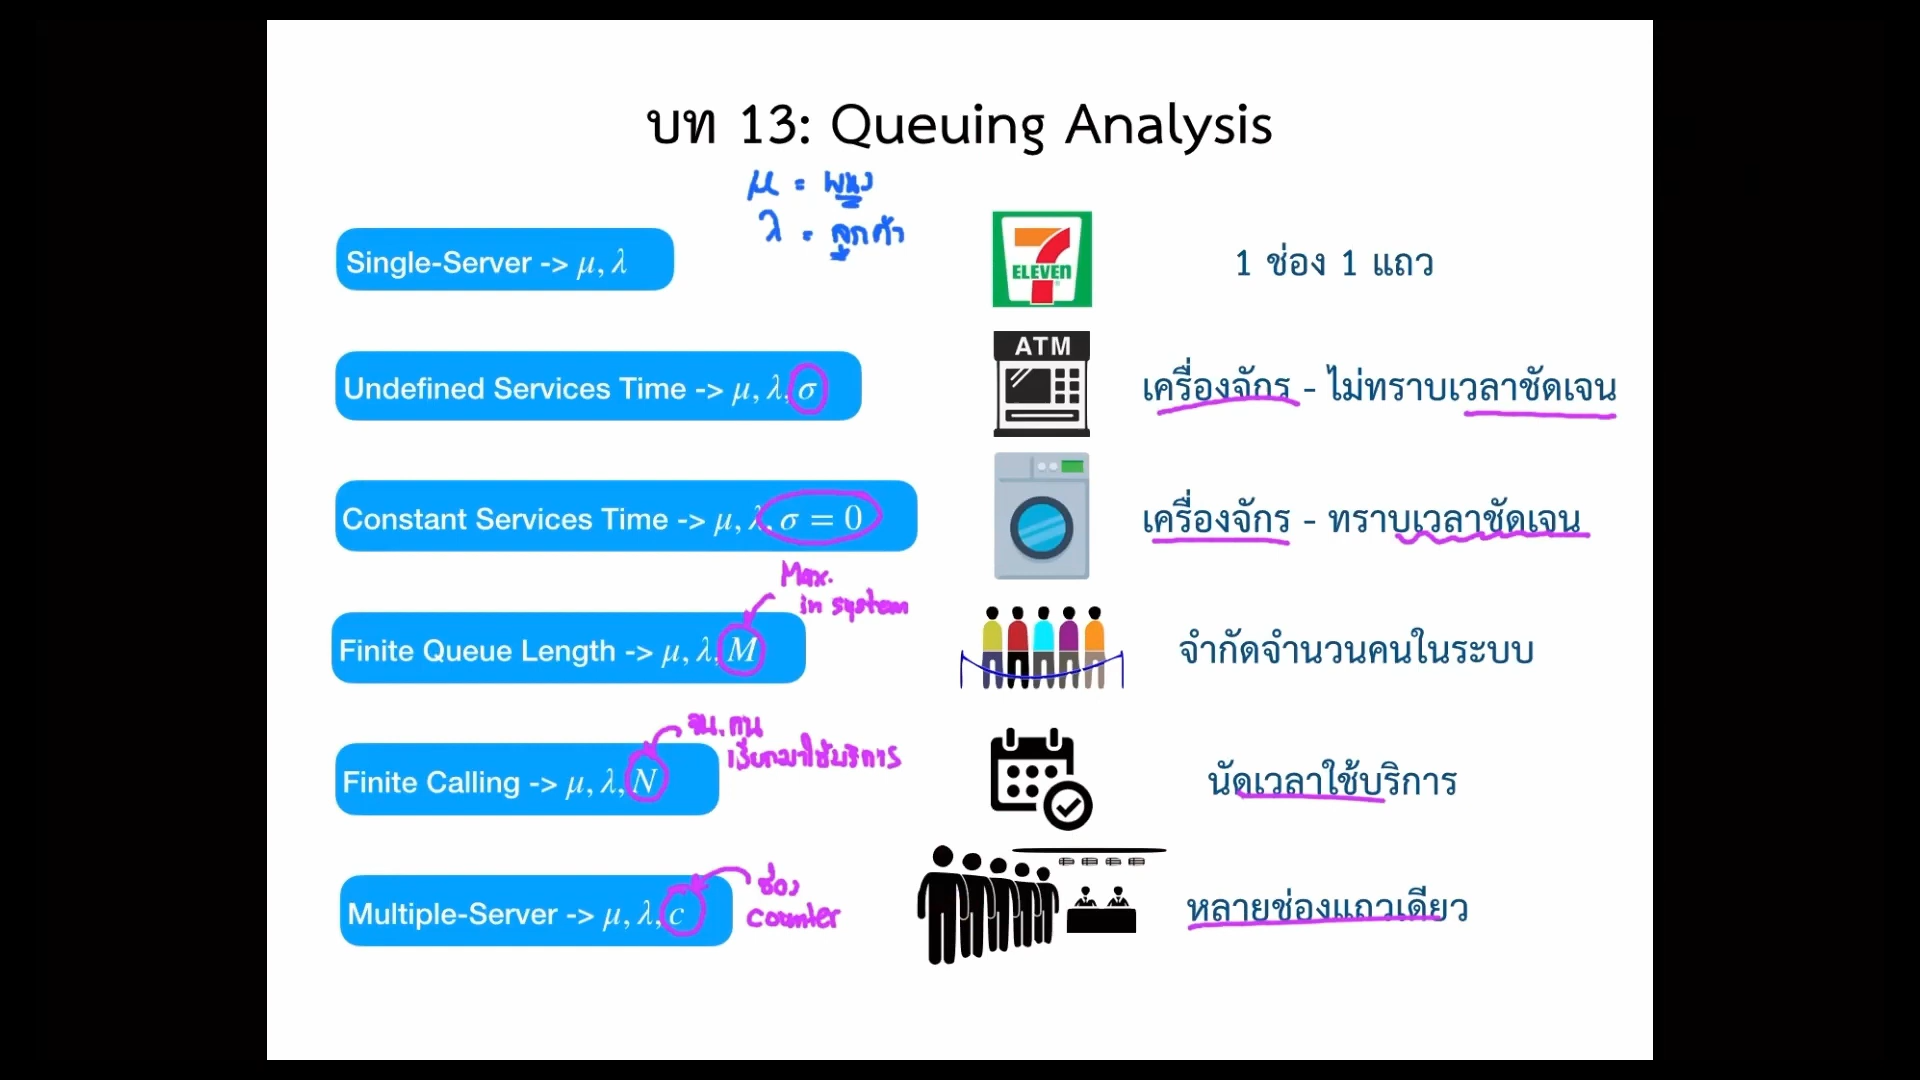 บท 13: Queuing Analysis
μ = พนง
λ = ลูกค้า
Single-Server -> μ, λ
7
ELEVEN
1 ช่อง 1 แถว
Undefined Services Time -> μ, λ, σ
ATM
เครื่องจักร - ไม่ทราบเวลาชัดเจน
Constant Services Time -> μ, λ, σ = 0
เครื่องจักร - ทราบเวลาชัดเจน
Max.
in system
Finite Queue Length -> μ, λ, M
จำกัดจำนวนคนในระบบ
จน. คน
เรียกมาใช้บริการ
Finite Calling -> μ, λ, N
นัดเวลาใช้บริการ
ช่อง
counter
Multiple-Server -> μ, λ, c
หลายช่องแถวเดียว